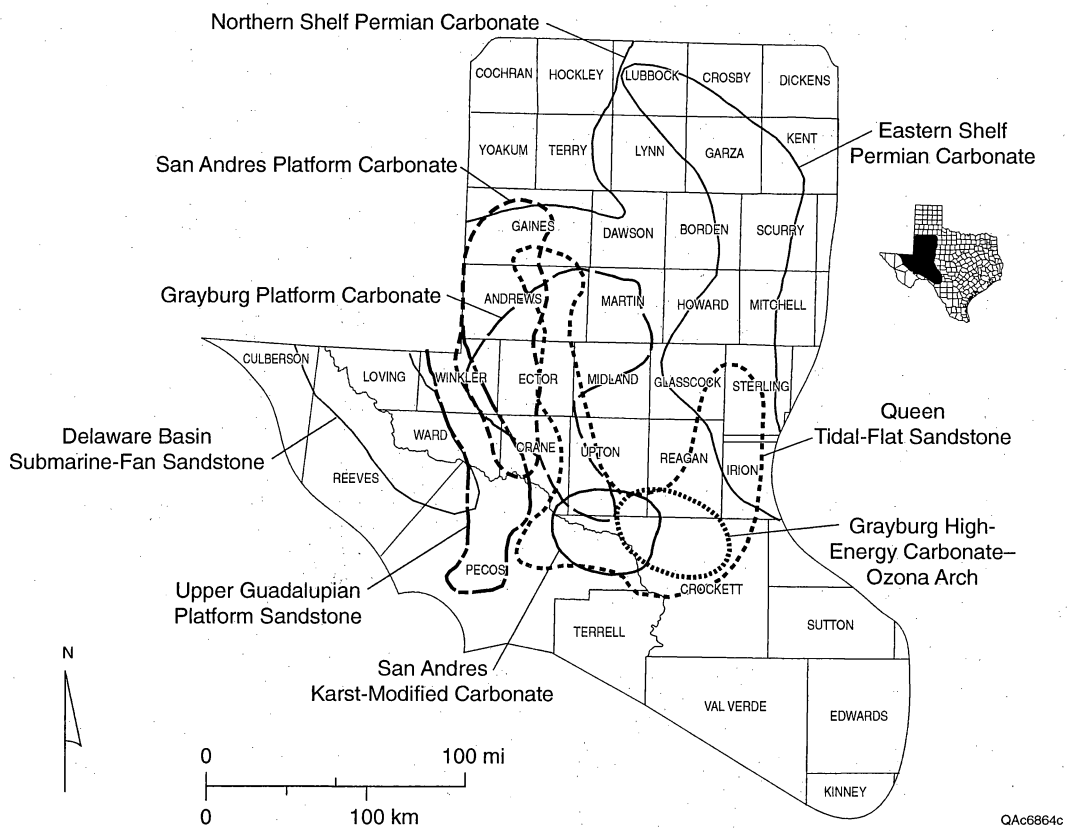 Northern Shelf Permian Carbonate
COCHRAN
HOCKLEY
LUBBOCK
CROSBY
DICKENS
YOAKUM
TERRY
LYNN
GARZA
KENT
Eastern Shelf
Permian Carbonate
San Andres Platform Carbonate
GAINES
DAWSON
BORDEN
SCURRY
Grayburg Platform Carbonate
ANDREWS
MARTIN
HOWARD
MITCHELL
CULBERSON
LOVING
WINKLER
ECTOR
MIDLAND
GLASSCOCK
STERLING
Queen
Tidal-Flat Sandstone
Delaware Basin
Submarine-Fan Sandstone
WARD
CRANE
UPTON
REAGAN
IRION
REEVES
Grayburg High-
Energy Carbonate–
Ozona Arch
Upper Guadalupian
Platform Sandstone
PECOS
CROCKETT
TERRELL
SUTTON
San Andres
Karst-Modified Carbonate
VAL VERDE
EDWARDS
KINNEY
N
0
100 mi
0
100 km
QAc6864c